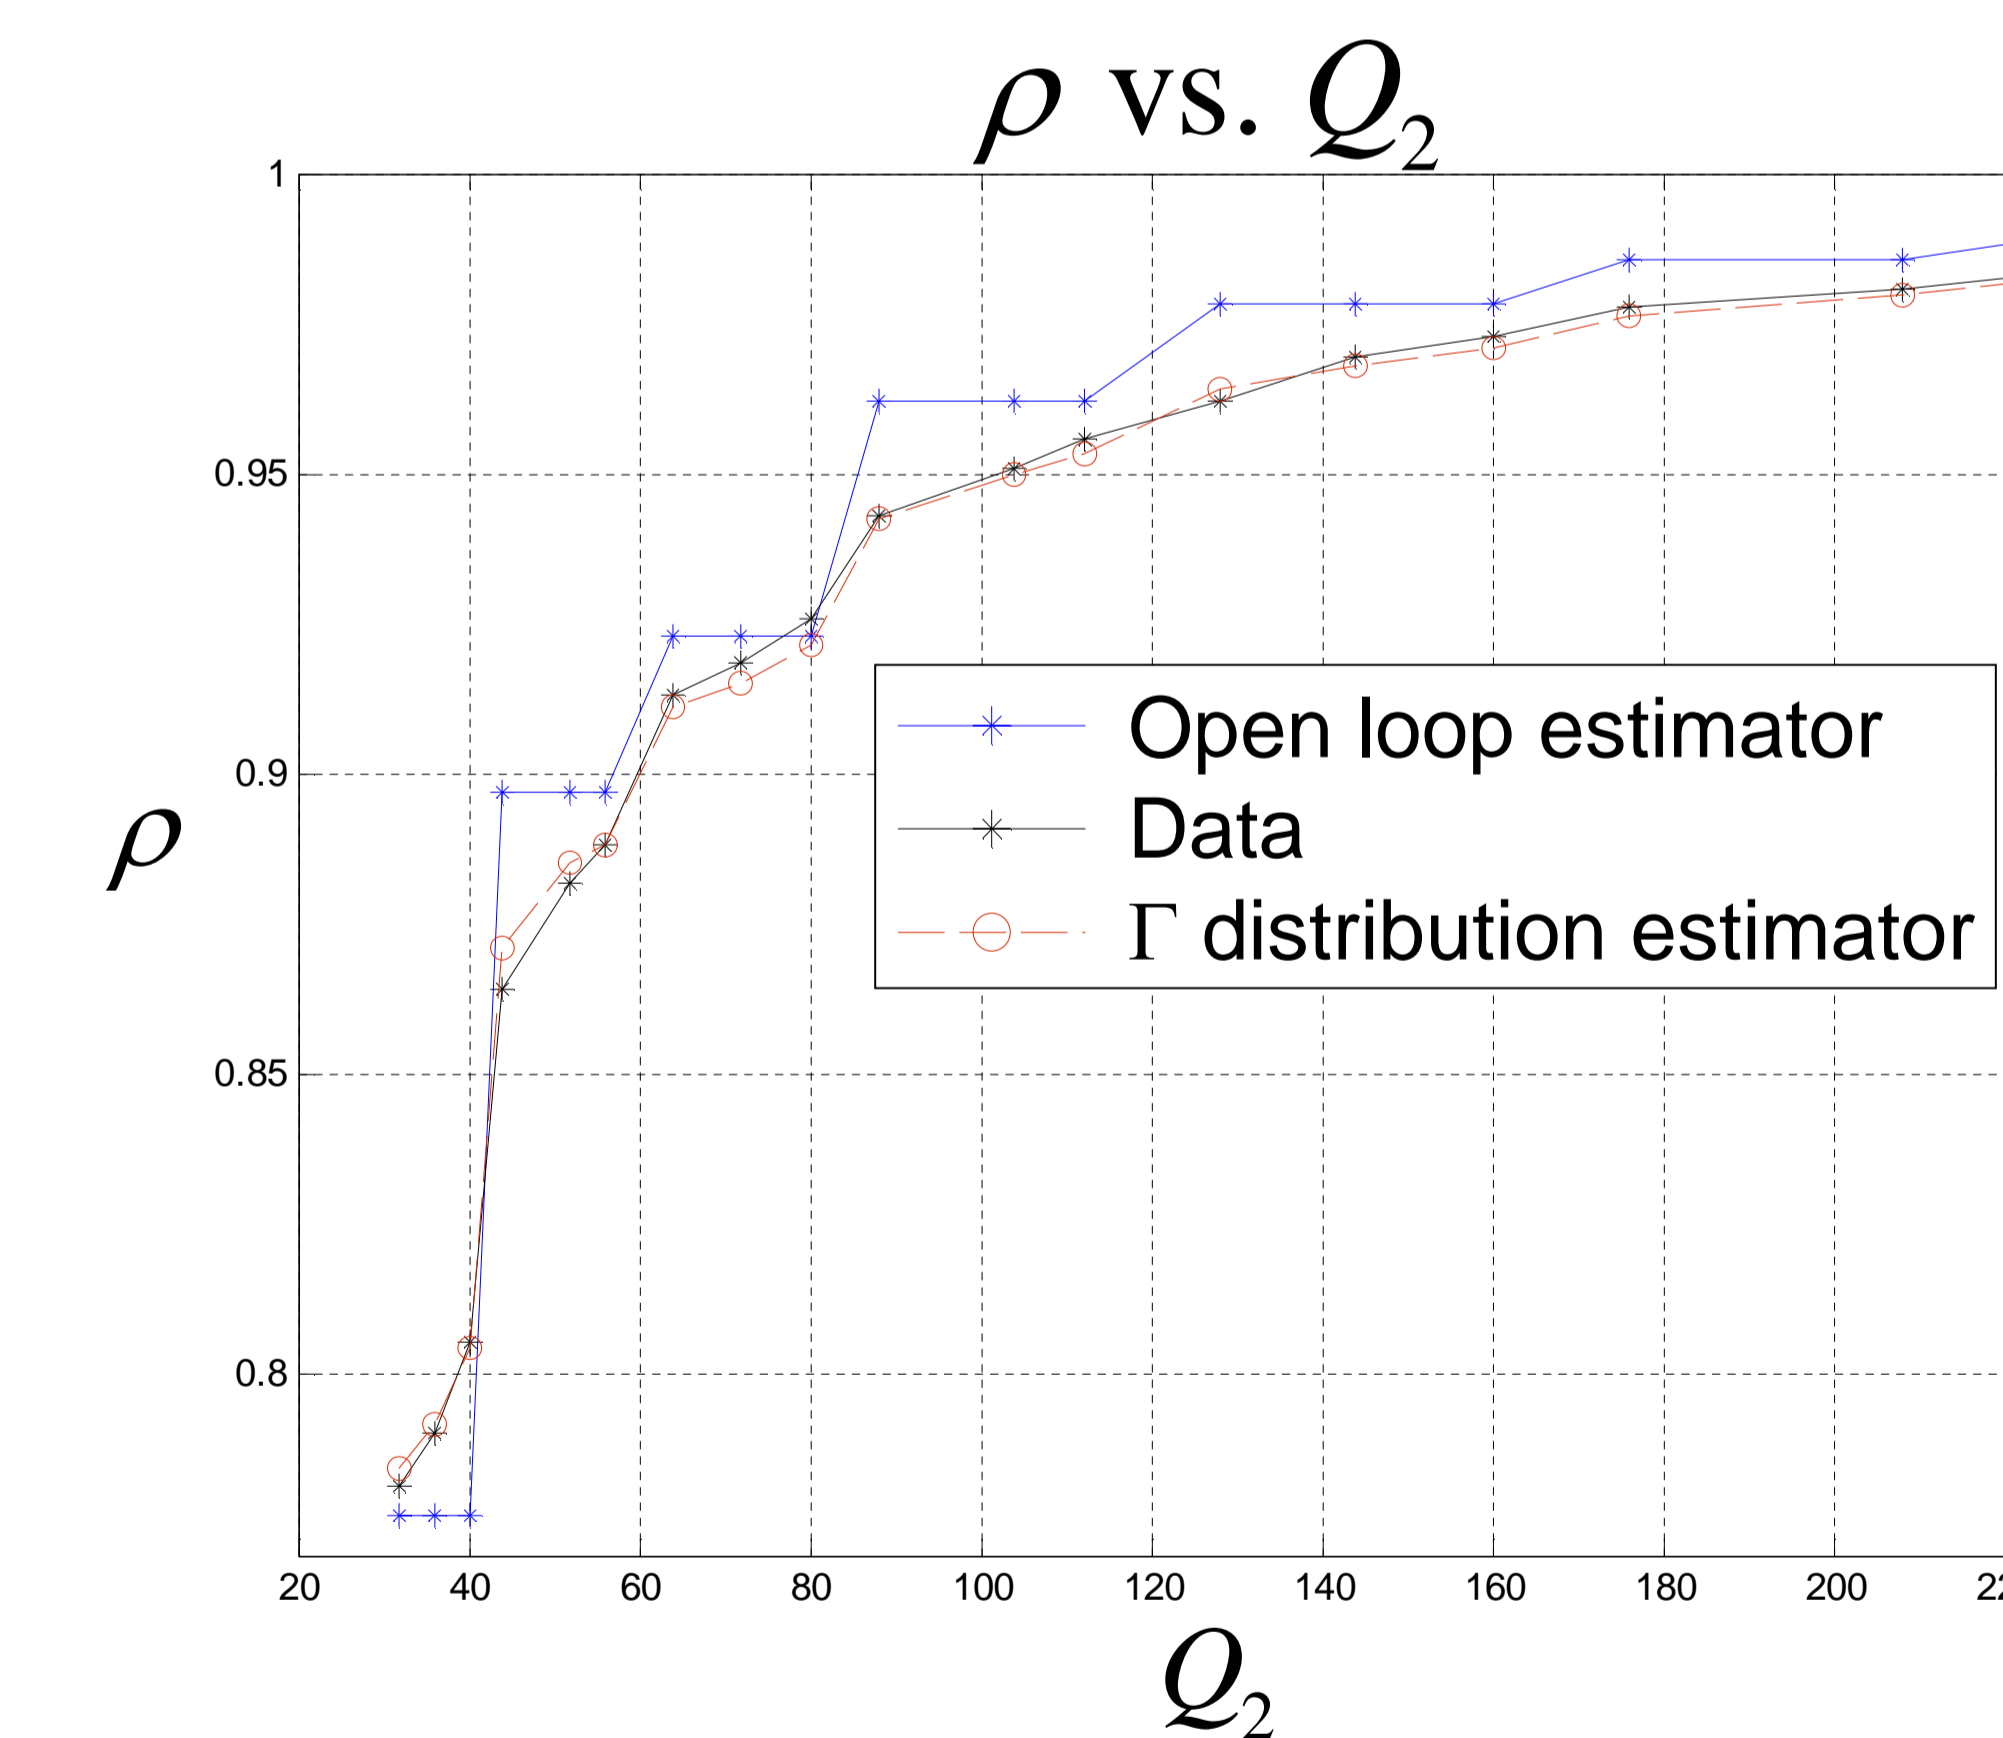 ρ vs. Q₂
1
0.95
0.9
0.85
0.8
ρ
Open loop estimator
Data
Γ distribution estimator
20 40 60 80 100 120 140 160 180 200 22
Q₂